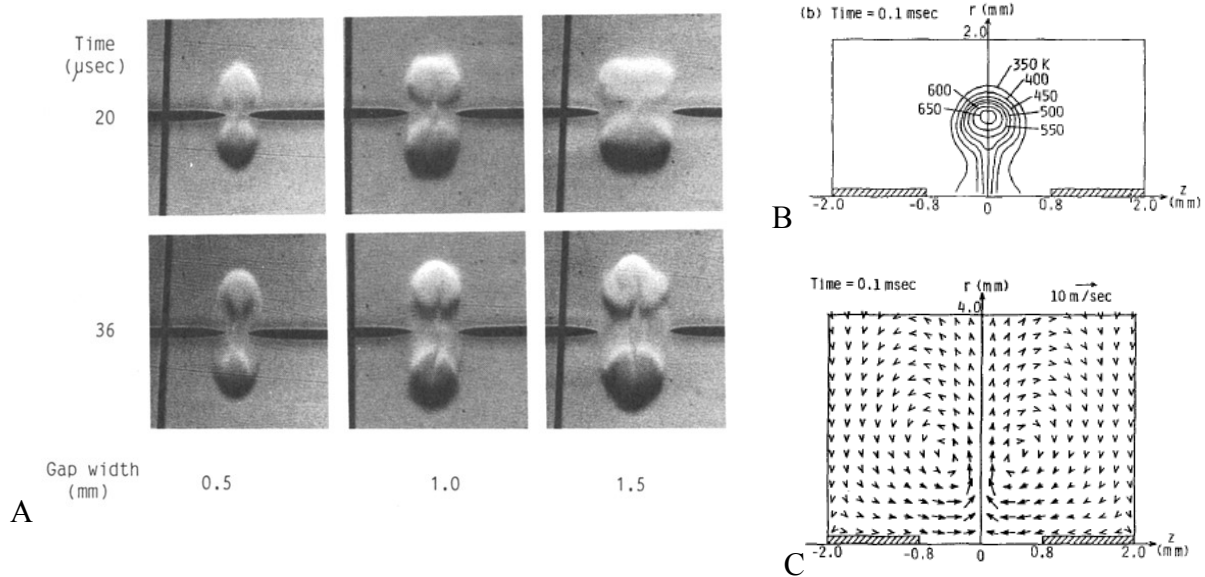 Time
(μsec)
20
36
Gap width
(mm)
0.5
1.0
1.5
A
(b) Time = 0.1 msec
r (mm)
2.0
350 K
400
450
500
550
600
650
-2.0
-0.8
0
0.8
2.0
z
(mm)
B
Time = 0.1 msec
r (mm)
4.0
10 m/sec
-2.0
-0.8
0
0.8
2.0
z
(mm)
C